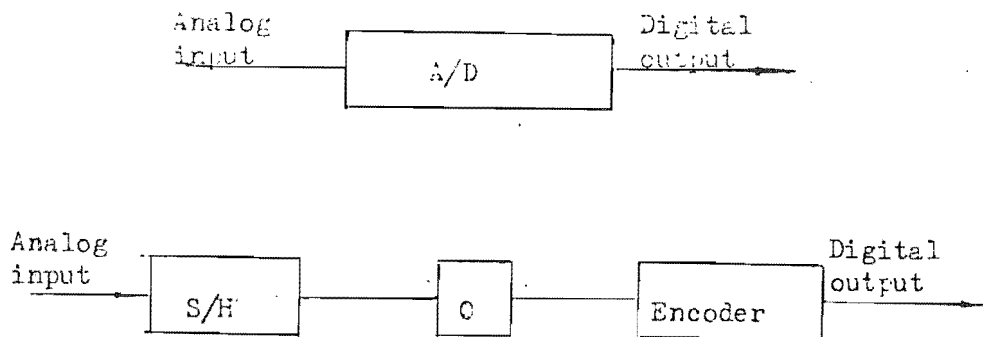 Analog
input
A/D
Digital
output
Analog
input
S/H
Q
Encoder
Digital
output